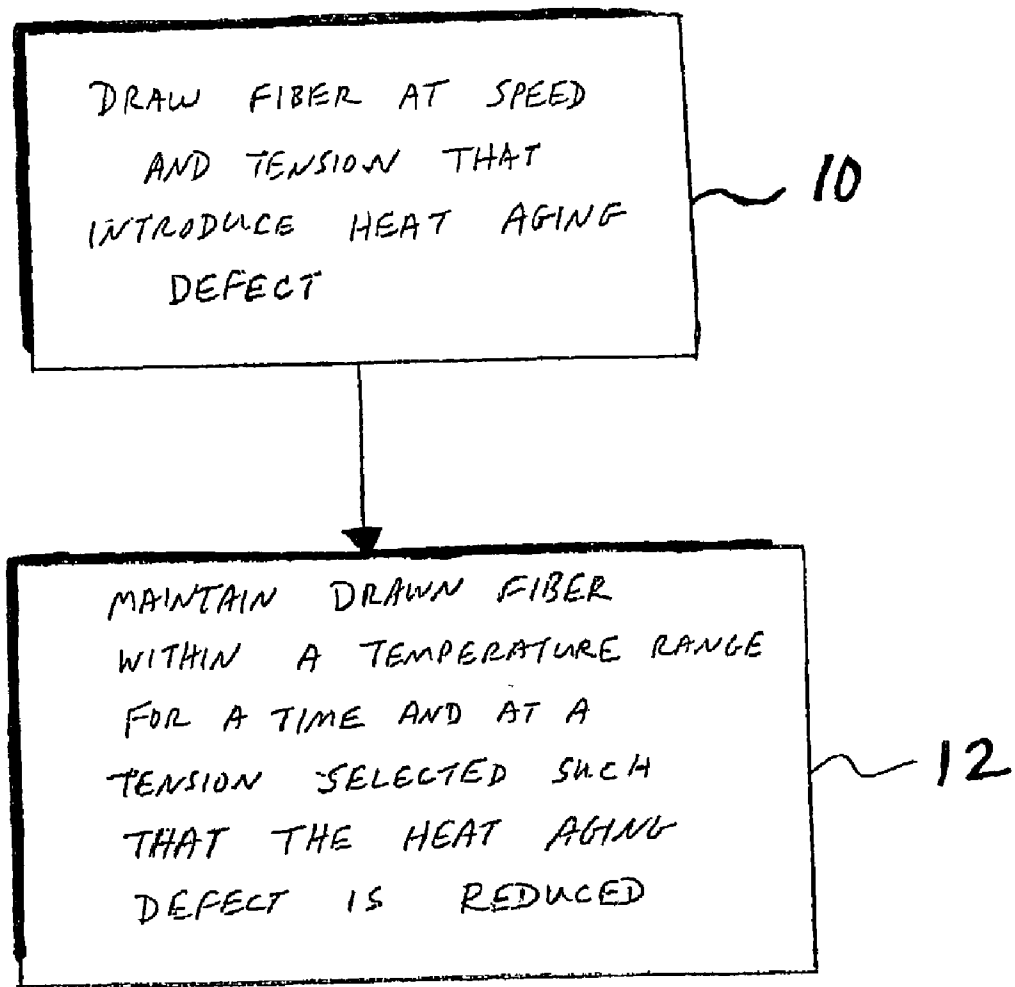 DRAW FIBER AT SPEED
AND TENSION THAT
INTRODUCE HEAT AGING
DEFECT
10
MAINTAIN DRAWN FIBER
WITHIN A TEMPERATURE RANGE
FOR A TIME AND AT A
TENSION SELECTED SUCH
THAT THE HEAT AGING
DEFECT IS REDUCED
12